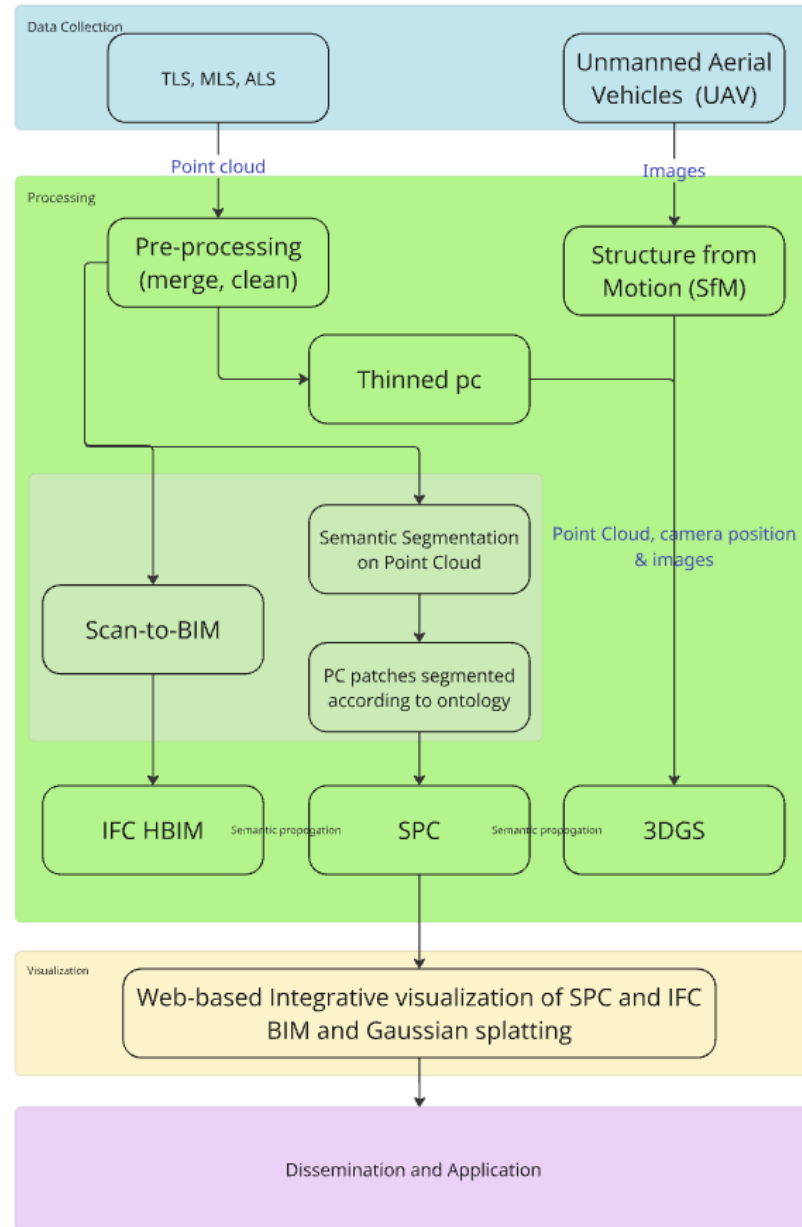 Data Collection
TLS, MLS, ALS
Unmanned Aerial
Vehicles (UAV)
Point cloud
Images
Processing
Pre-processing
(merge, clean)
Structure from
Motion (SfM)
Thinned pc
Semantic Segmentation
on Point Cloud
Point Cloud, camera position
& images
Scan-to-BIM
PC patches segmented
according to ontology
IFC HBIM
Semantic propogation
SPC
Semantic propogation
3DGS
Visualization
Web-based Integrative visualization of SPC and IFC
BIM and Gaussian splatting
Dissemination and Application